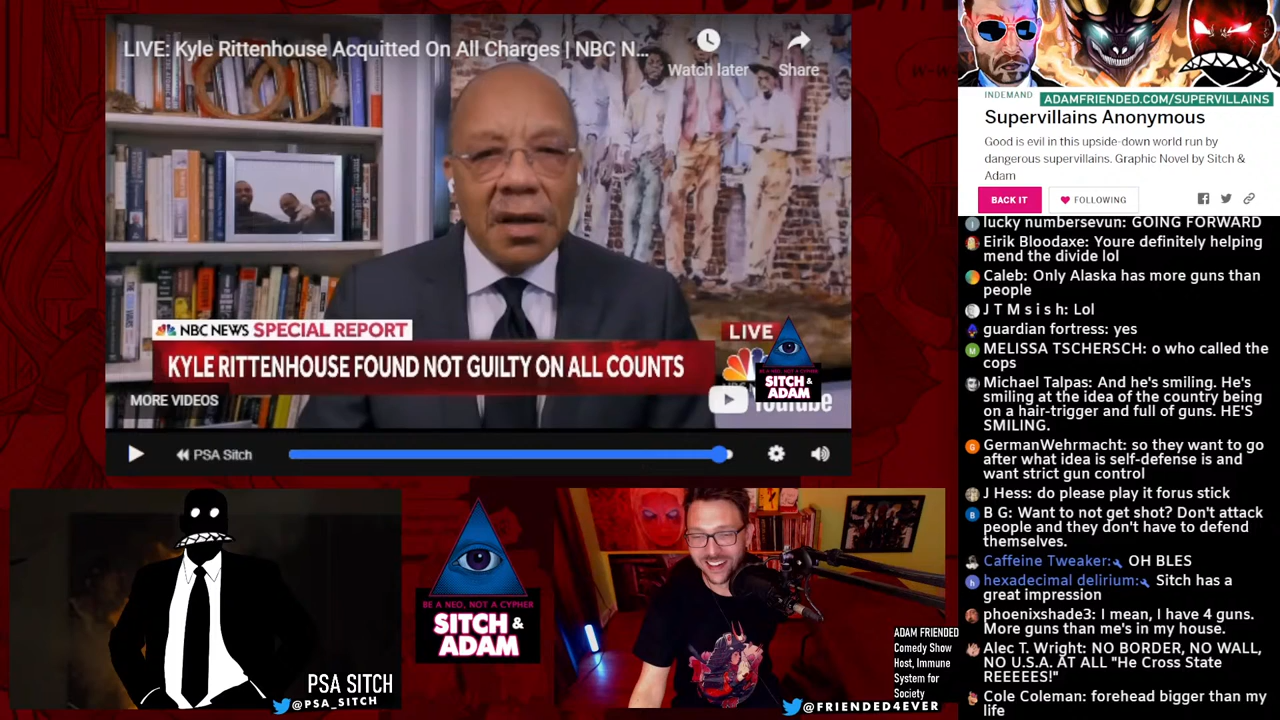 LIVE: Kyle Rittenhouse Acquitted On All Charges | NBC N...
Watch later
Share
NBC NEWS SPECIAL REPORT
LIVE
KYLE RITTENHOUSE FOUND NOT GUILTY ON ALL COUNTS
BE A NEO, NOT A CYPHER
SITCH &
ADAM
MORE VIDEOS
YouTube
PSA Sitch
BE A NEO, NOT A CYPHER
SITCH &
ADAM
PSA SITCH
@PSA_SITCH
ADAM FRIENDED
Comedy Show
Host, Immune
System for
Society
@FRIENDED4EVER
INDEMAND
ADAMFRIENDED.COM/SUPERVILLAINS
Supervillains Anonymous
Good is evil in this upside-down world run by
dangerous supervillains. Graphic Novel by Sitch &
Adam
BACK IT
FOLLOWING
lucky numbersevun: GOING FORWARD
Eirik Bloodaxe: Youre definitely helping
mend the divide lol
Caleb: Only Alaska has more guns than
people
J T M s i s h: Lol
guardian fortress: yes
MELISSA TSCHERSCH: o who called the
cops
Michael Talpas: And he's smiling. He's
smiling at the idea of the country being
on a hair-trigger and full of guns. HE'S
SMILING.
GermanWehrmacht: so they want to go
after what idea is self-defense is and
want strict gun control
J Hess: do please play it forus stick
B G: Want to not get shot? Don't attack
people and they don't have to defend
themselves.
Caffeine Tweaker: OH BLES
hexadecimal delirium: Sitch has a
great impression
phoenixshade3: I mean, I have 4 guns.
More guns than me's in my house.
Alec T. Wright: NO BORDER, NO WALL,
NO U.S.A. AT ALL "He Cross State
REEEEES!"
Cole Coleman: forehead bigger than my
life